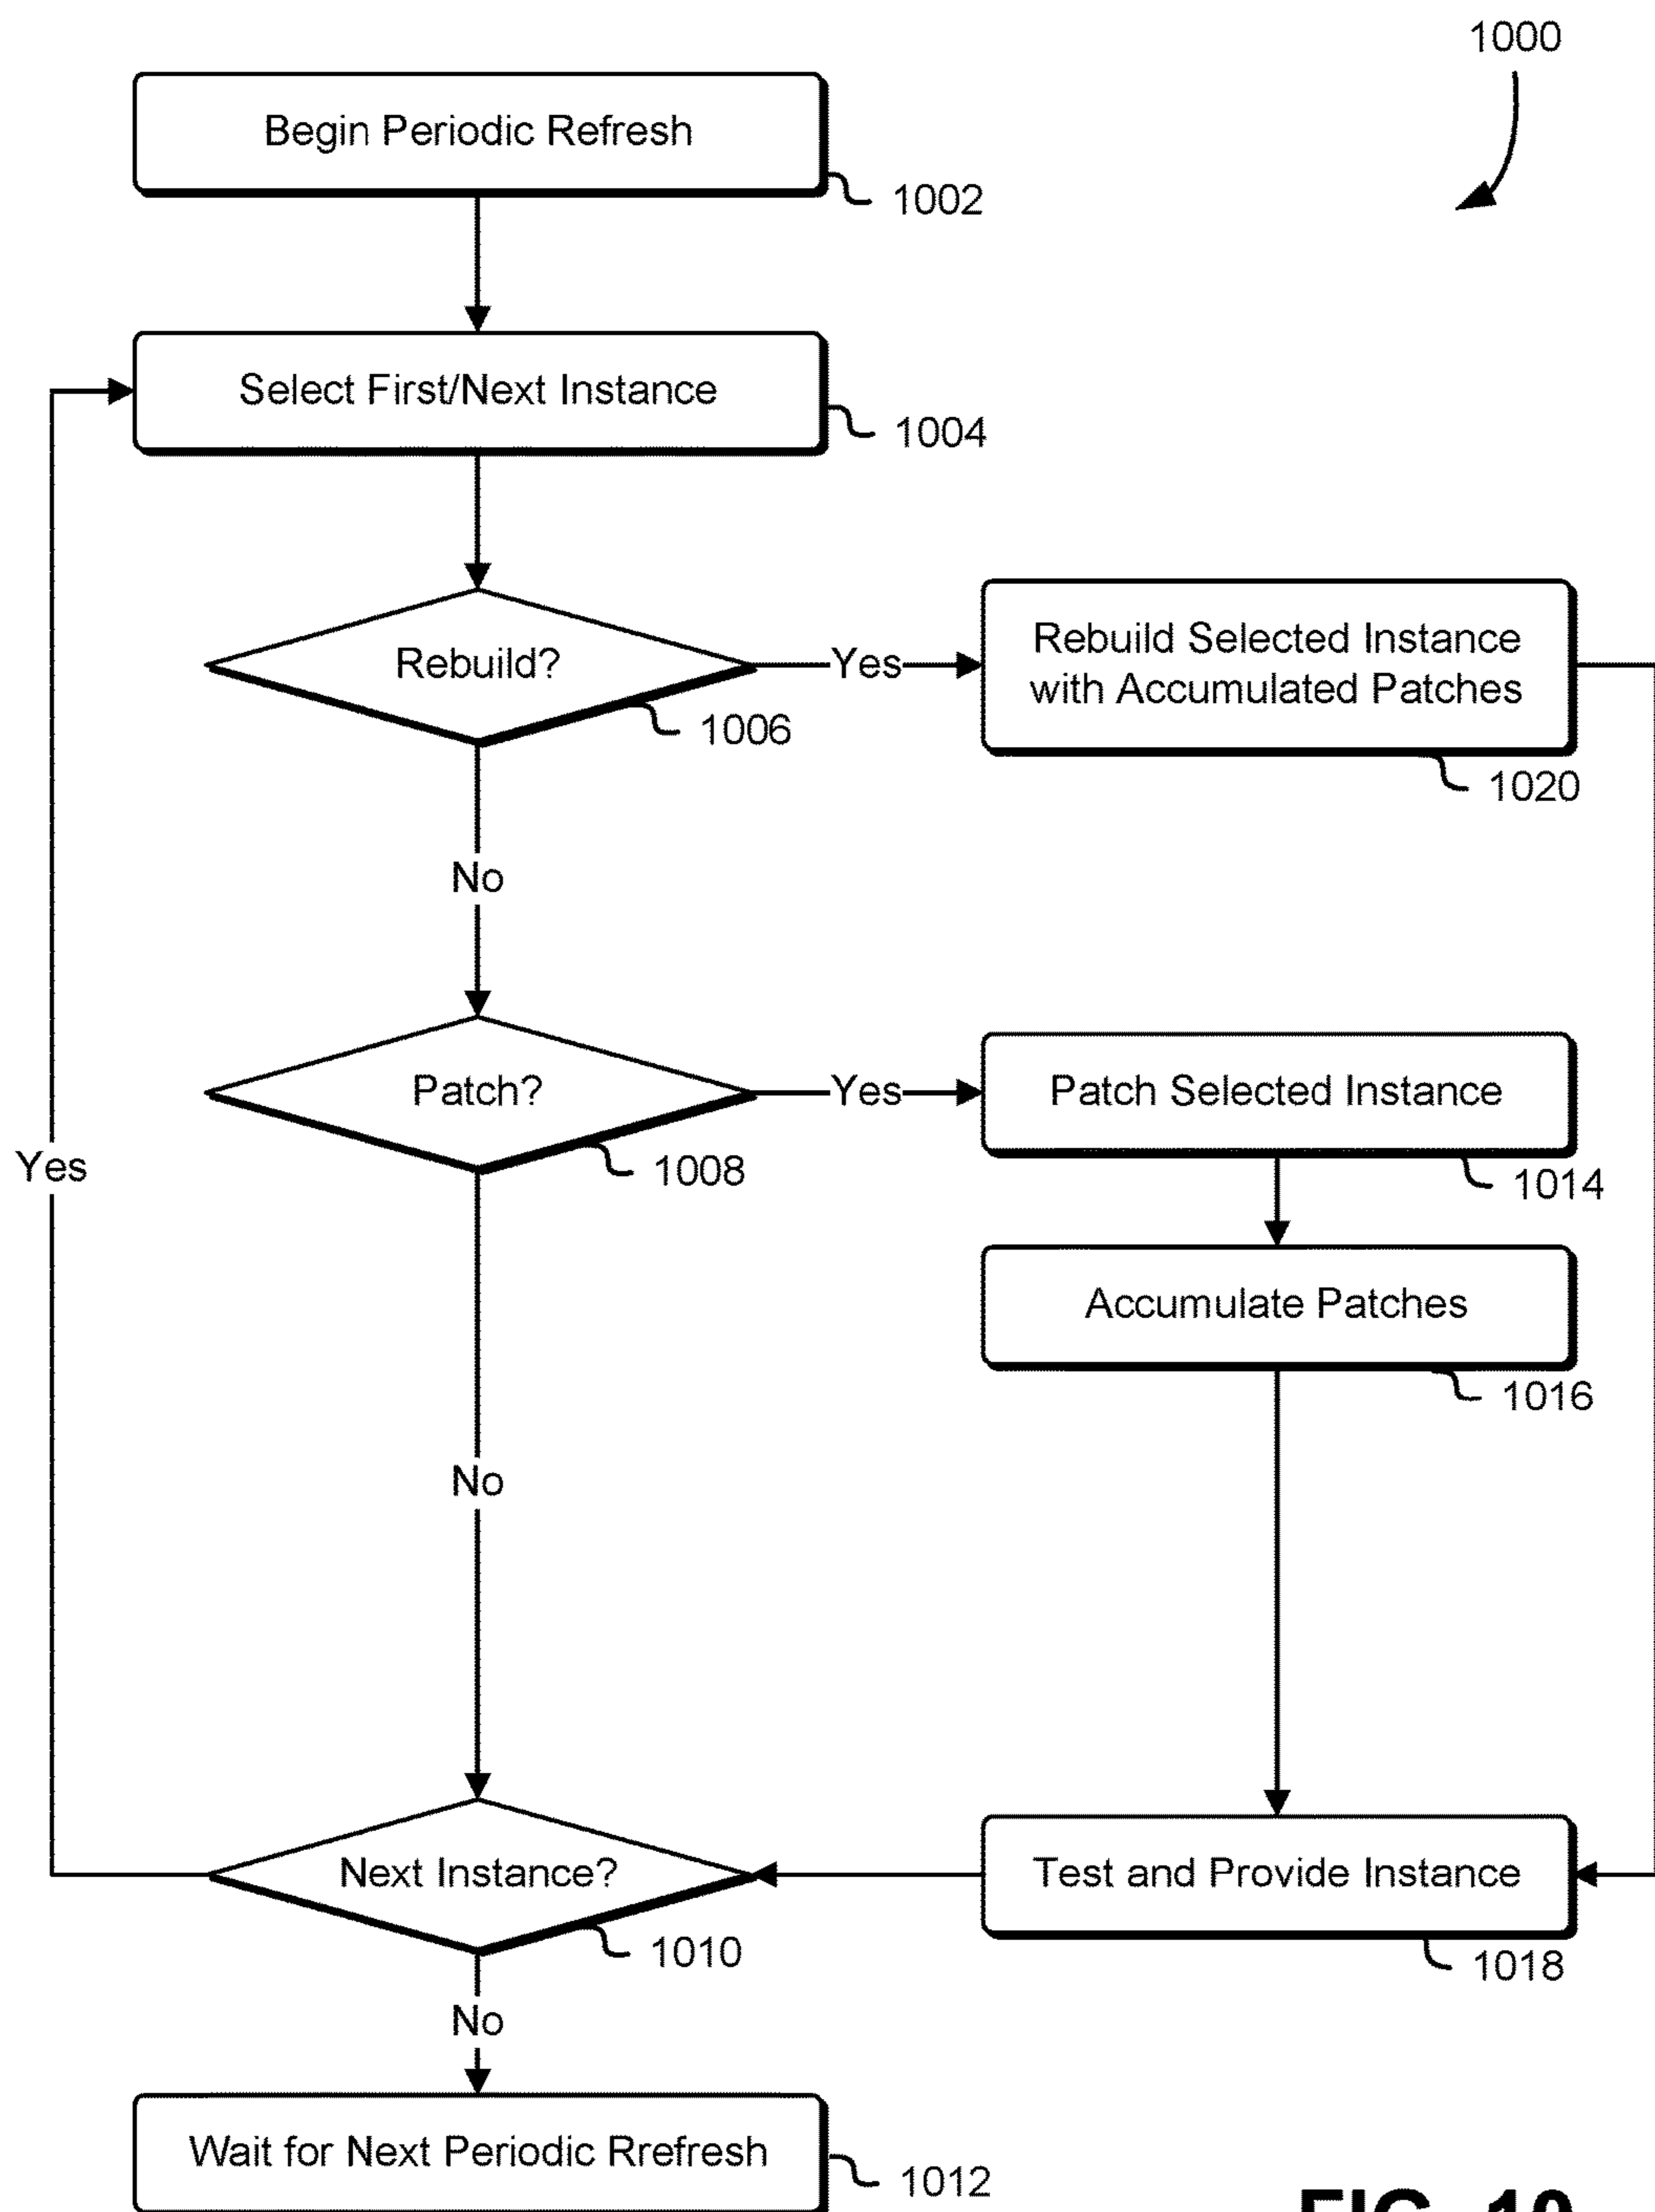 1000
Begin Periodic Refresh
1002
Select First/Next Instance
1004
Rebuild?
Yes
Rebuild Selected Instance
with Accumulated Patches
1006
1020
No
Patch?
Yes
Patch Selected Instance
Yes
1008
1014
Accumulate Patches
1016
No
Next Instance?
Test and Provide Instance
1010
1018
No
Wait for Next Periodic Rrefresh
1012
FIG. 10